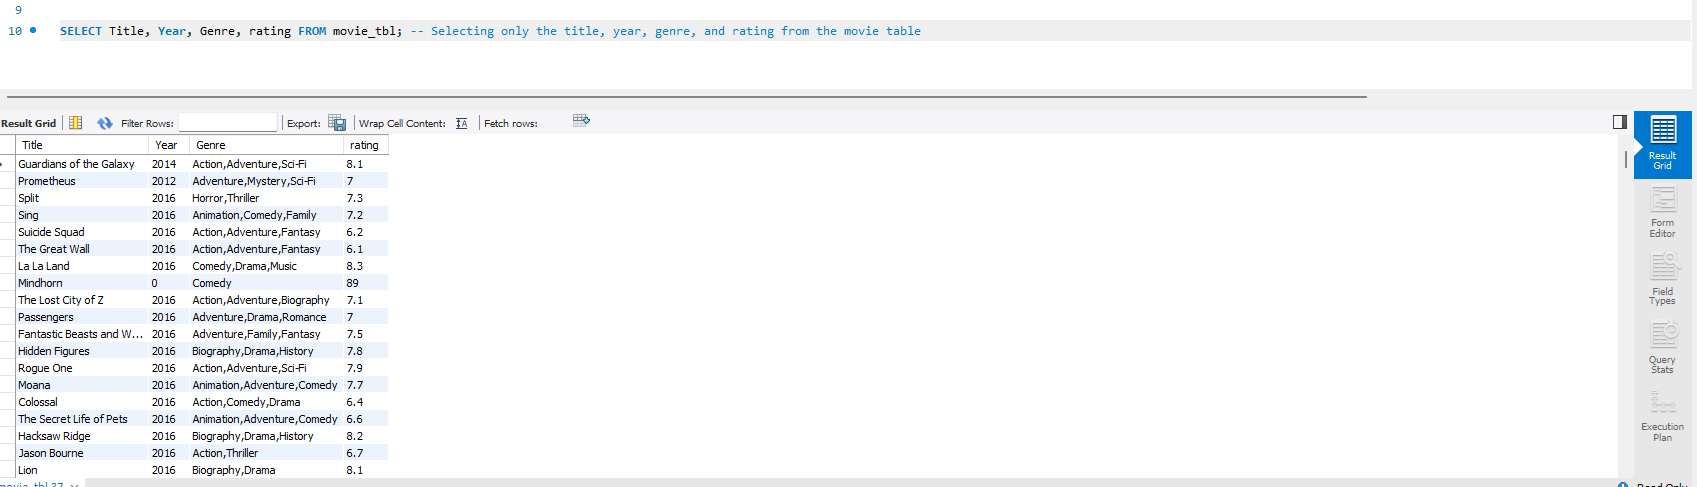 9
10 SELECT Title, Year, Genre, rating FROM movie_tbl; -- Selecting only the title, year, genre, and rating from the movie table
Result Grid Filter Rows: Export: Wrap Cell Content: Fetch rows:
Title Year Genre rating
Guardians of the Galaxy 2014 Action,Adventure,Sci-Fi 8.1
Prometheus 2012 Adventure,Mystery,Sci-Fi 7
Split 2016 Horror,Thriller 7.3
Sing 2016 Animation,Comedy,Family 7.2
Suicide Squad 2016 Action,Adventure,Fantasy 6.2
The Great Wall 2016 Action,Adventure,Fantasy 6.1
La La Land 2016 Comedy,Drama,Music 8.3
Mindhorn 0 Comedy 89
The Lost City of Z 2016 Action,Adventure,Biography 7.1
Passengers 2016 Adventure,Drama,Romance 7
Fantastic Beasts and W... 2016 Adventure,Family,Fantasy 7.5
Hidden Figures 2016 Biography,Drama,History 7.8
Rogue One 2016 Action,Adventure,Sci-Fi 7.9
Moana 2016 Animation,Adventure,Comedy 7.7
Colossal 2016 Action,Comedy,Drama 6.4
The Secret Life of Pets 2016 Animation,Adventure,Comedy 6.6
Hacksaw Ridge 2016 Biography,Drama,History 8.2
Jason Bourne 2016 Action,Thriller 6.7
Lion 2016 Biography,Drama 8.1
Result
Grid
Form
Editor
Field
Types
Query
Stats
Execution
Plan
movie_tbl 37
Read Only